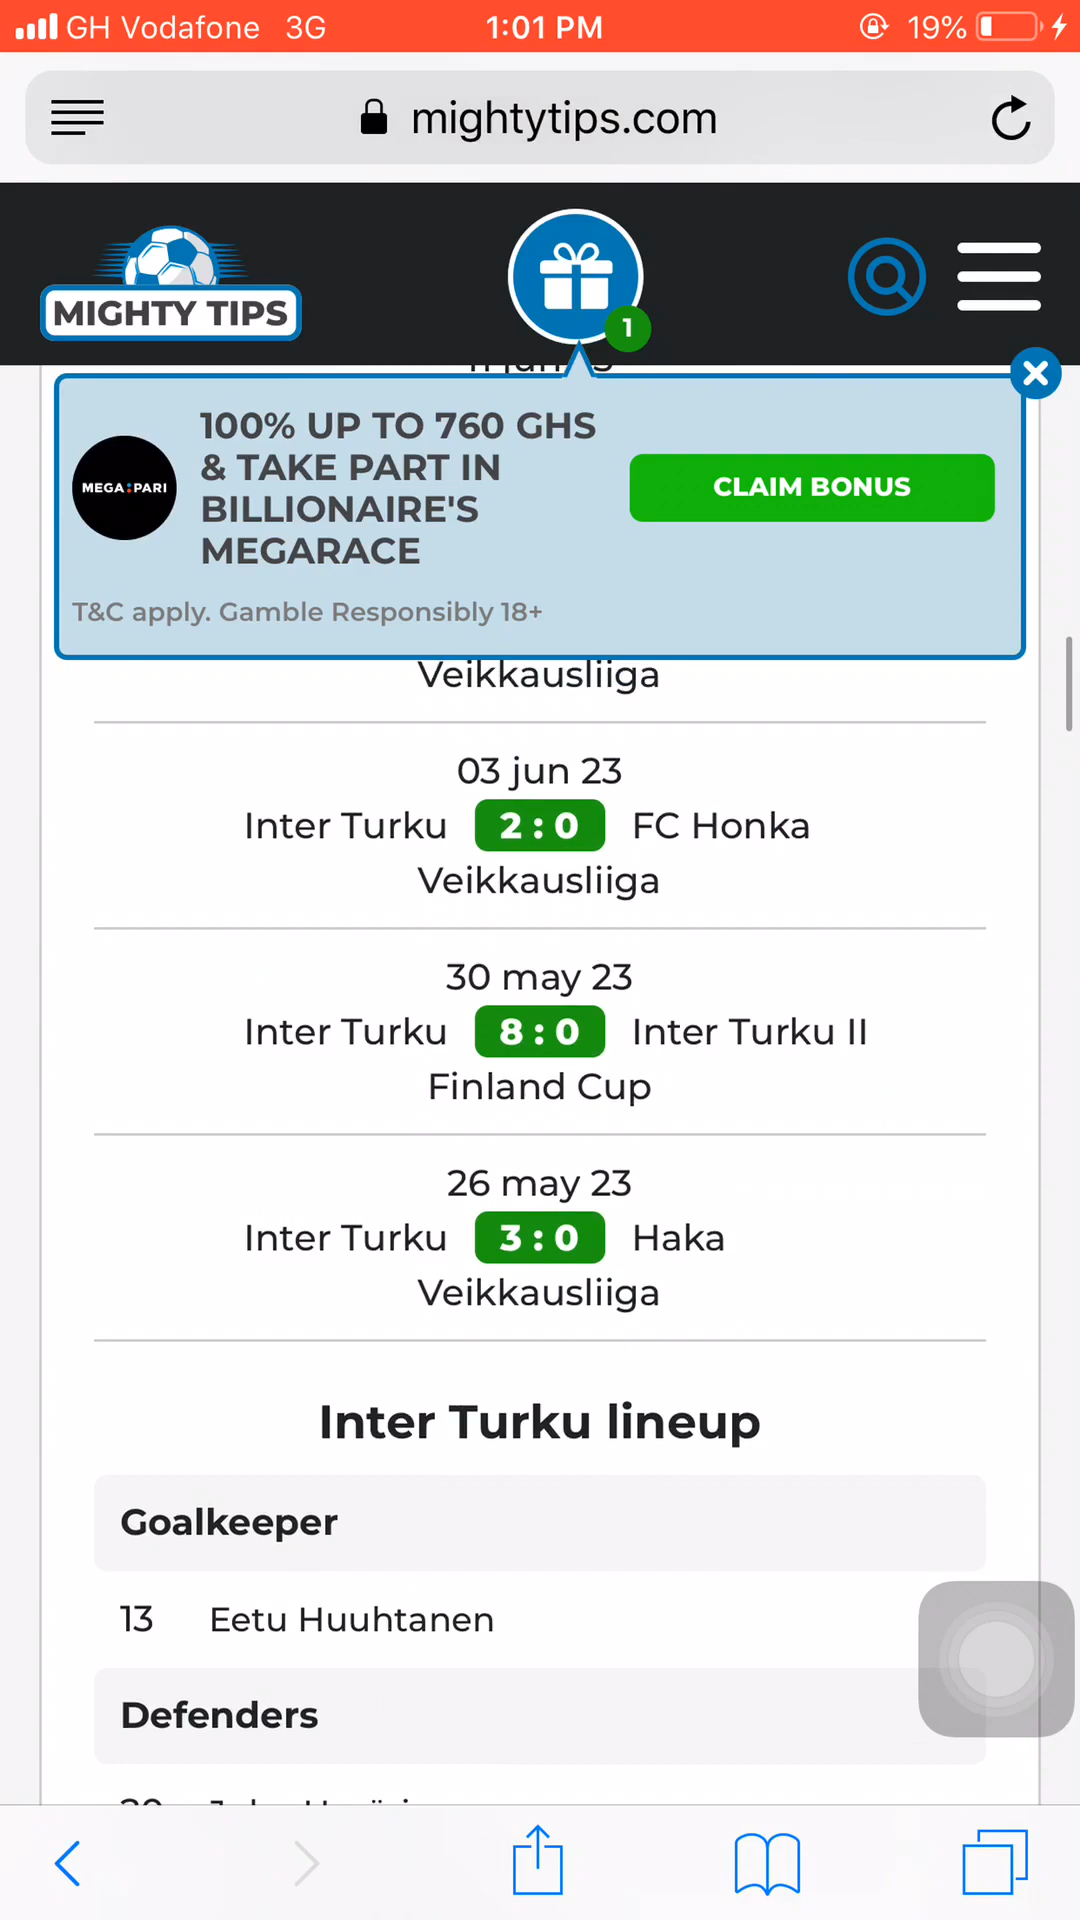 GH Vodafone 3G 1:01 PM 19%
mightytips.com
MIGHTY TIPS
1
100% UP TO 760 GHS
& TAKE PART IN
BILLIONAIRE'S
MEGARACE
MEGA:PARI
CLAIM BONUS
T&C apply. Gamble Responsibly 18+
Veikkausliiga
03 jun 23
Inter Turku 2 : 0 FC Honka
Veikkausliiga
30 may 23
Inter Turku 8 : 0 Inter Turku II
Finland Cup
26 may 23
Inter Turku 3 : 0 Haka
Veikkausliiga
Inter Turku lineup
Goalkeeper
13 Eetu Huuhtanen
Defenders